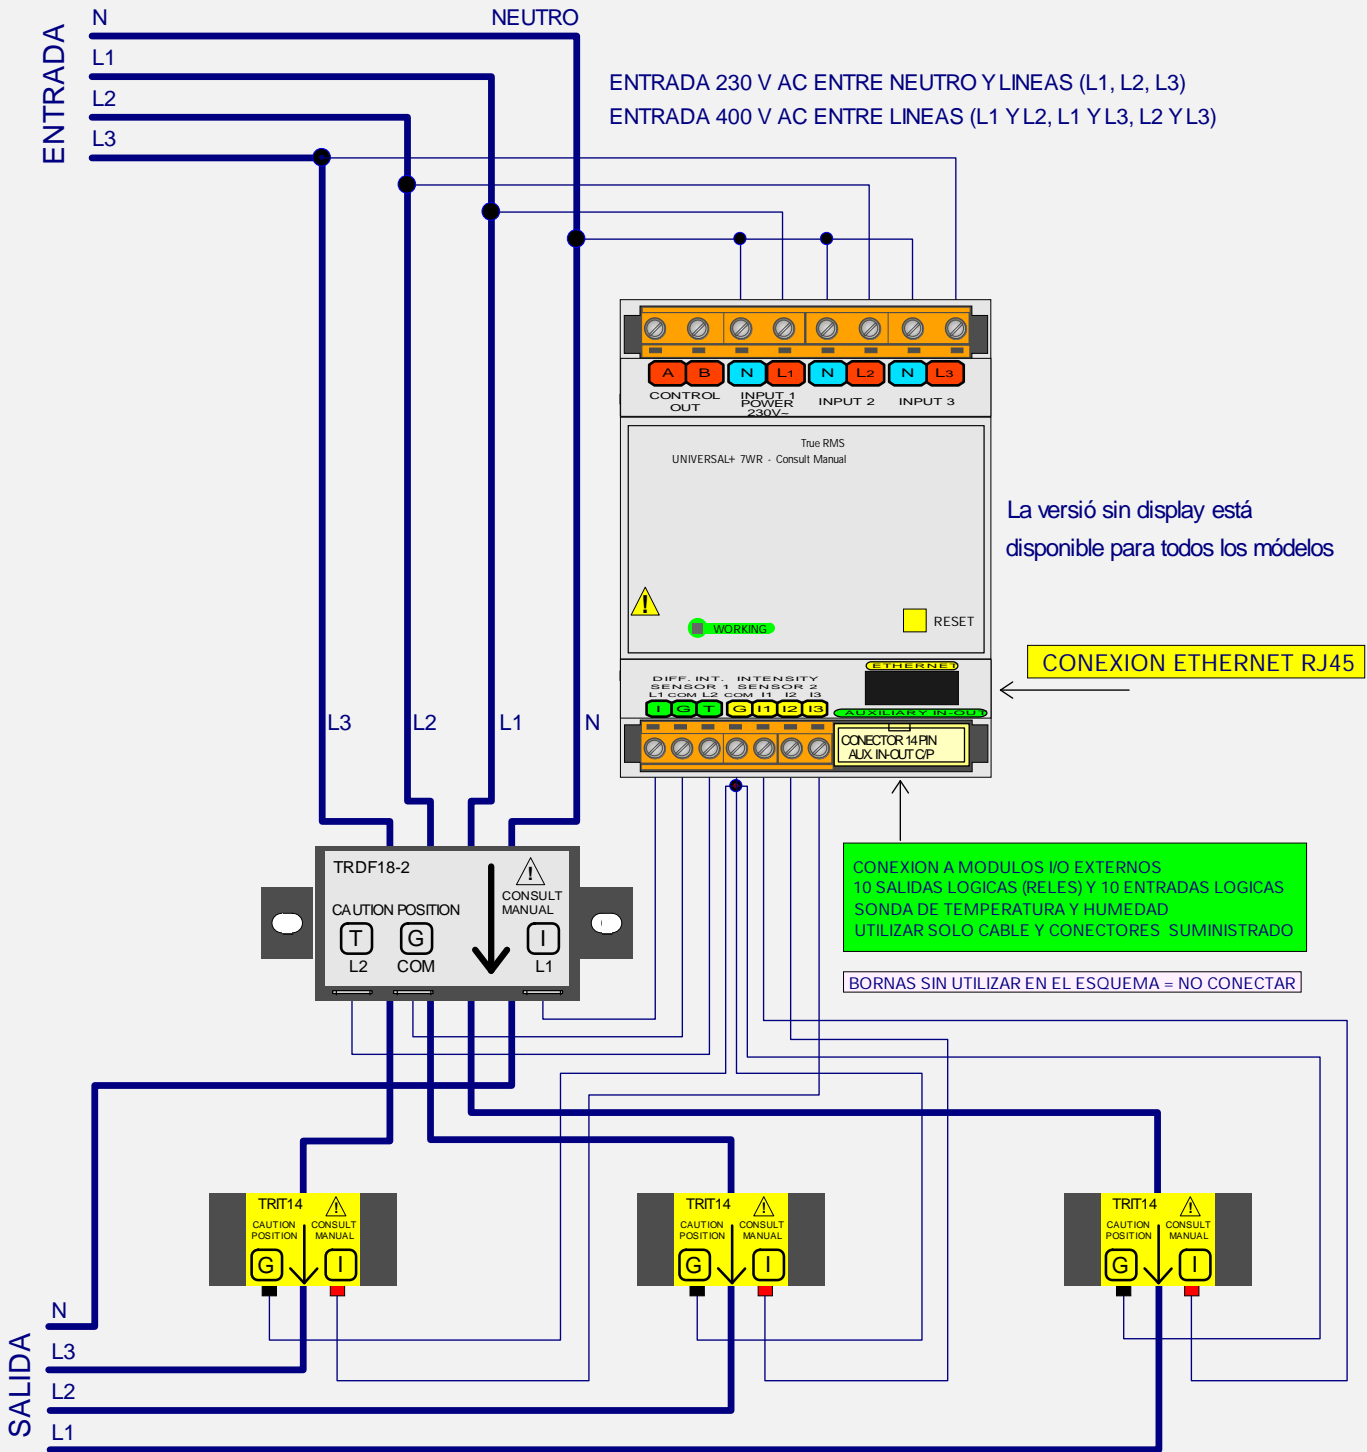 ENTRADA
N
NEUTRO
L1
L2
L3
ENTRADA 230 V AC ENTRE NEUTRO Y LINEAS (L1, L2, L3)
ENTRADA 400 V AC ENTRE LINEAS (L1 Y L2, L1 Y L3, L2 Y L3)
A B N L1 N L2 N L3
CONTROL OUT
INPUT 1 POWER 230V~
INPUT 2
INPUT 3
True RMS
UNIVERSAL+ 7WR - Consult Manual
La versió sin display está
disponible para todos los módelos
WORKING
RESET
ETHERNET
CONEXION ETHERNET RJ45
DIFF. INT. INTENSITY
SENSOR 1 SENSOR 2
L1 COM L2 COM I1 I2 I3
I G T G I1 I2 I3
AUXILIARY IN-OUT
CONECTOR 14 PIN
AUX. IN-OUT C/P
L3
L2
L1
N
CONEXION A MODULOS I/O EXTERNOS
10 SALIDAS LOGICAS (RELES) Y 10 ENTRADAS LOGICAS
SONDA DE TEMPERATURA Y HUMEDAD
UTILIZAR SOLO CABLE Y CONECTORES SUMINISTRADO
BORNAS SIN UTILIZAR EN EL ESQUEMA = NO CONECTAR
TRDF18-2
CONSULT
MANUAL
CAUTION POSITION
T G I
L2 COM L1
TRIT14
CAUTION POSITION
CONSULT MANUAL
G I
TRIT14
CAUTION POSITION
CONSULT MANUAL
G I
TRIT14
CAUTION POSITION
CONSULT MANUAL
G I
SALIDA
N
L3
L2
L1